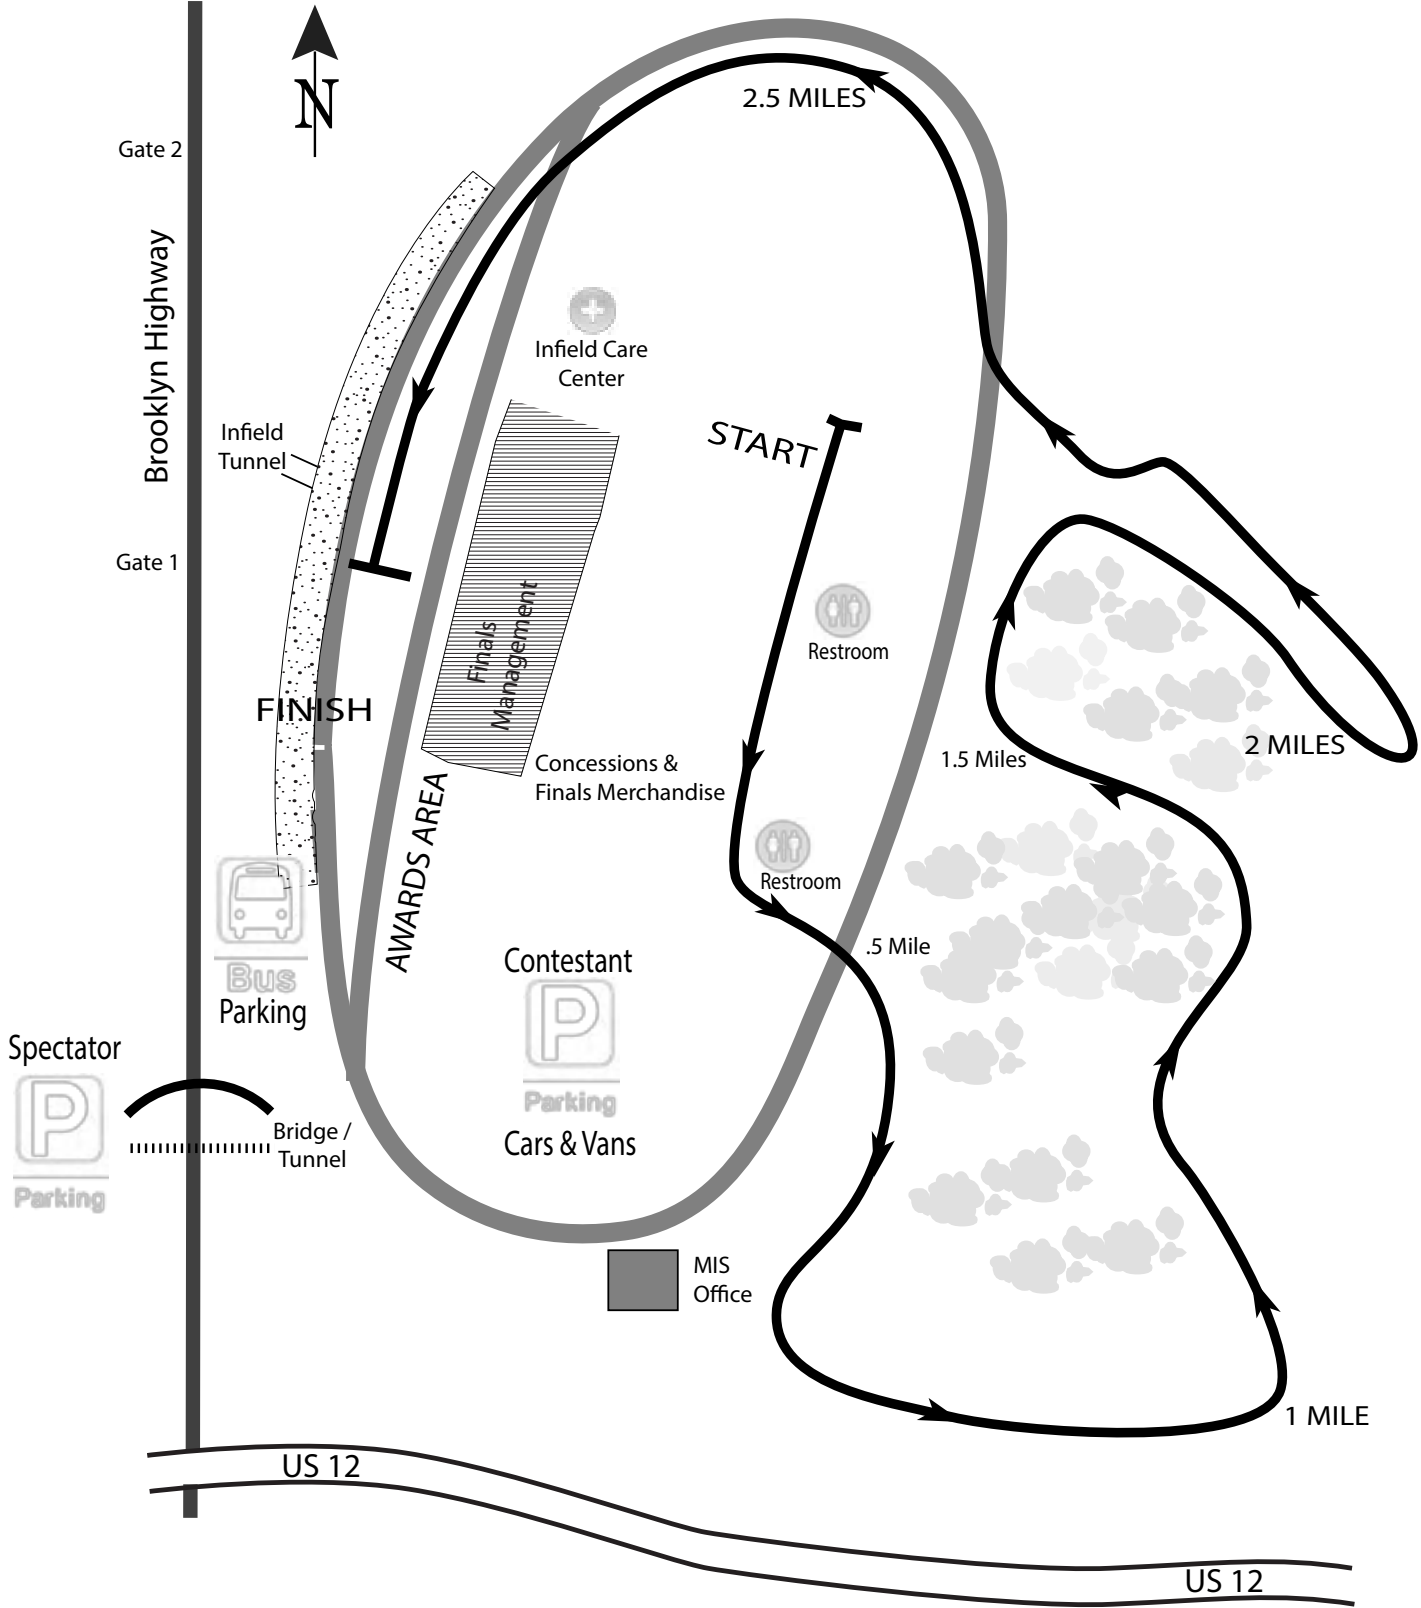 N
2.5 MILES
Gate 2
Brooklyn Highway
Infield Care
Center
START
Infield
Tunnel
Gate 1
Restroom
Finals
Management
FINISH
2 MILES
1.5 Miles
Concessions &
Finals Merchandise
AWARDS AREA
Restroom
.5 Mile
Contestant
P
Parking
Cars & Vans
Bus
Parking
Spectator
P
Parking
Bridge /
Tunnel
MIS
Office
1 MILE
US 12
US 12